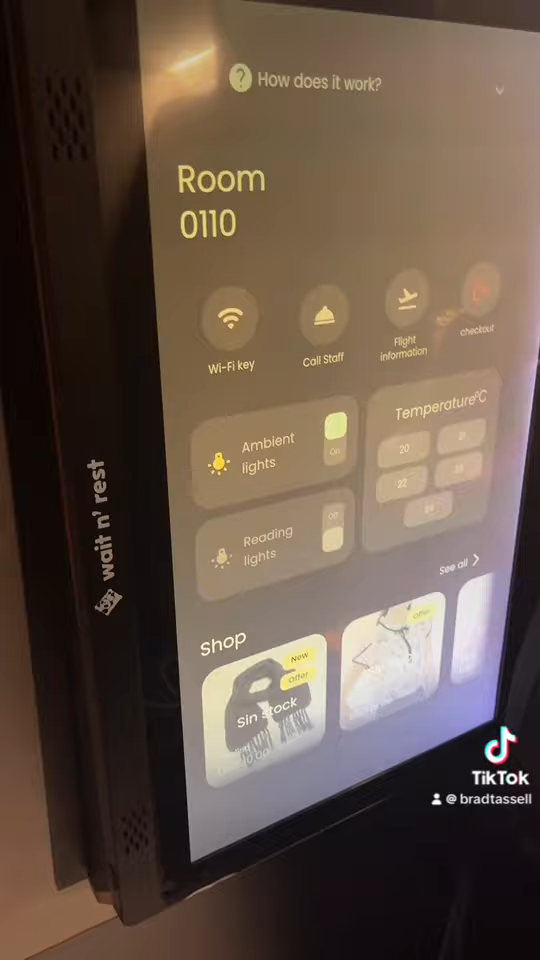 How does it work?
Room
0110
Wi-Fi key
Call Staff
Flight
information
checkout
Ambient
lights
On
Temperature°C
20
21
22
23
24
Reading
lights
Off
See all
Shop
New
Offer
Sin stock
Offer
wait n' rest
TikTok
@bradtassell